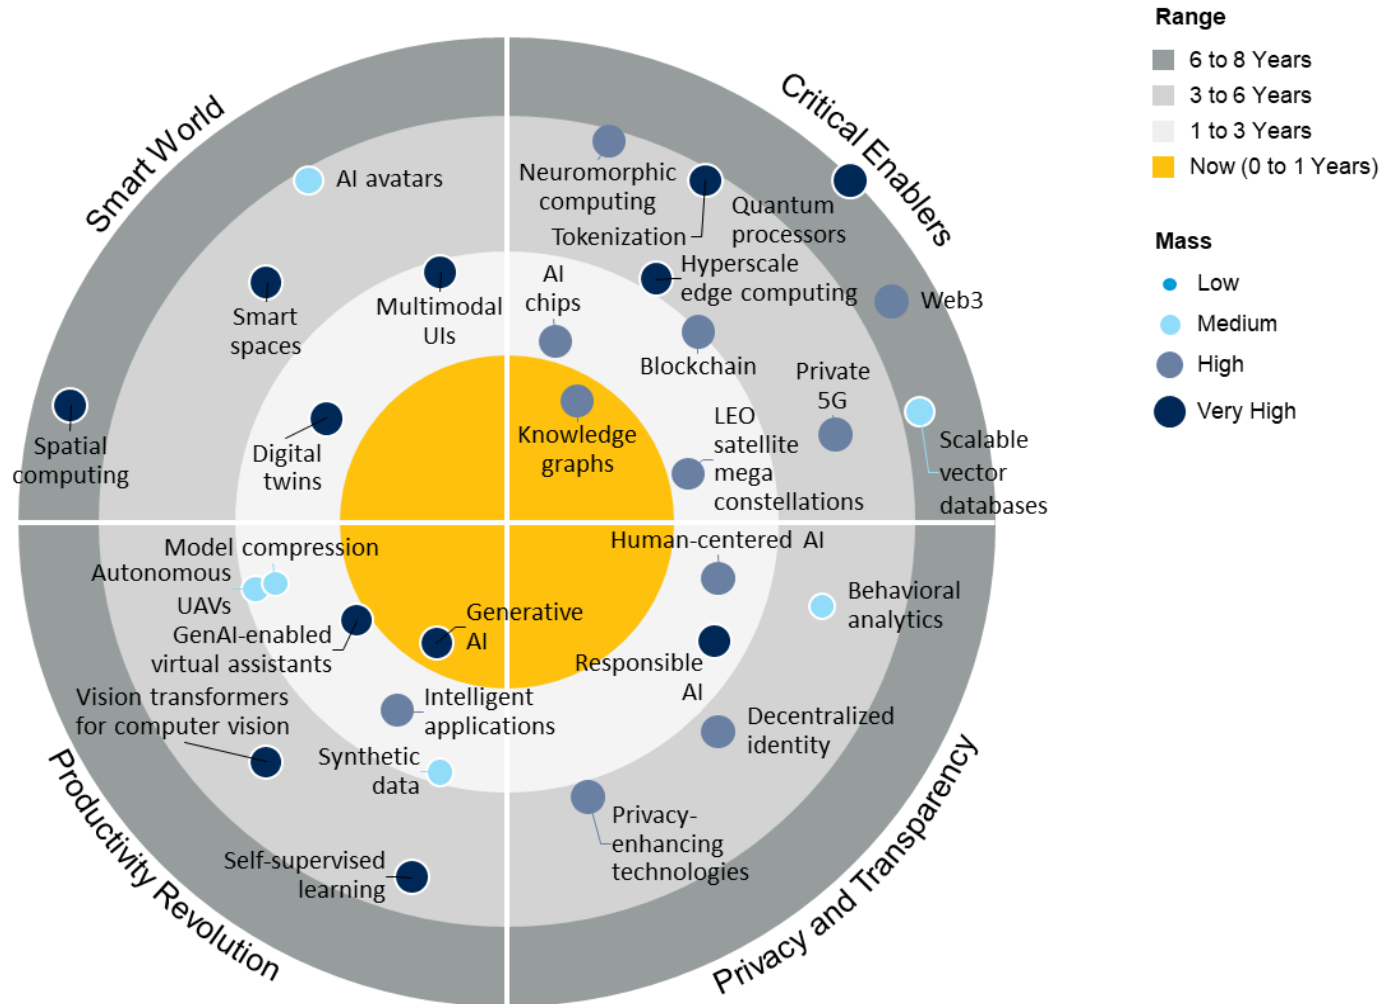 Smart World
AI avatars
Smart
spaces
Multimodal
UIs
Spatial
computing
Digital
twins
Critical Enablers
Neuromorphic
computing
Tokenization
Quantum
processors
Hyperscale
edge computing
AI
chips
Blockchain
Web3
Private
5G
Knowledge
graphs
LEO
satellite
mega
constellations
Scalable
vector
databases
Model compression
Autonomous
UAVs
GenAI-enabled
virtual assistants
Generative
AI
Vision transformers
for computer vision
Intelligent
applications
Synthetic
data
Self-supervised
learning
Productivity Revolution
Human-centered AI
Behavioral
analytics
Responsible
AI
Decentralized
identity
Privacy-
enhancing
technologies
Privacy and Transparency
Range
6 to 8 Years
3 to 6 Years
1 to 3 Years
Now (0 to 1 Years)
Mass
Low
Medium
High
Very High